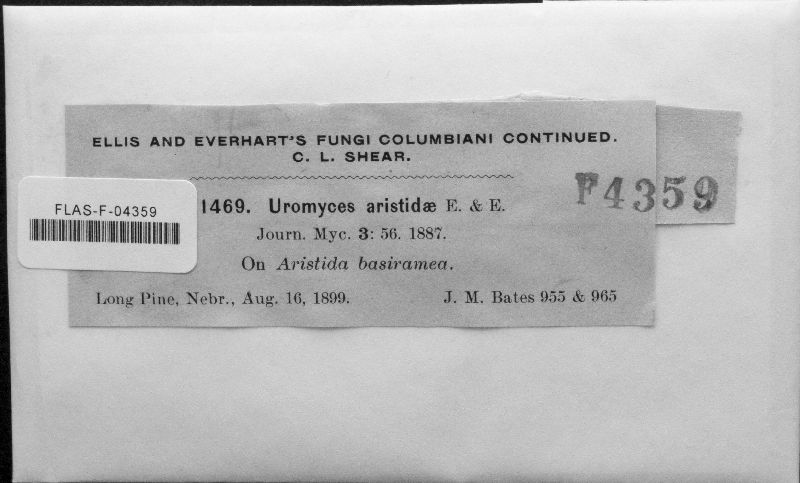 ELLIS AND EVERHART'S FUNGI COLUMBIANI CONTINUED.
C. L. SHEAR.
FLAS-F-04359
1469. Uromyces aristidæ E. & E.
F4359
Journ. Myc. 3: 56. 1887.
On Aristida basiramea.
Long Pine, Nebr., Aug. 16, 1899. J. M. Bates 955 & 965